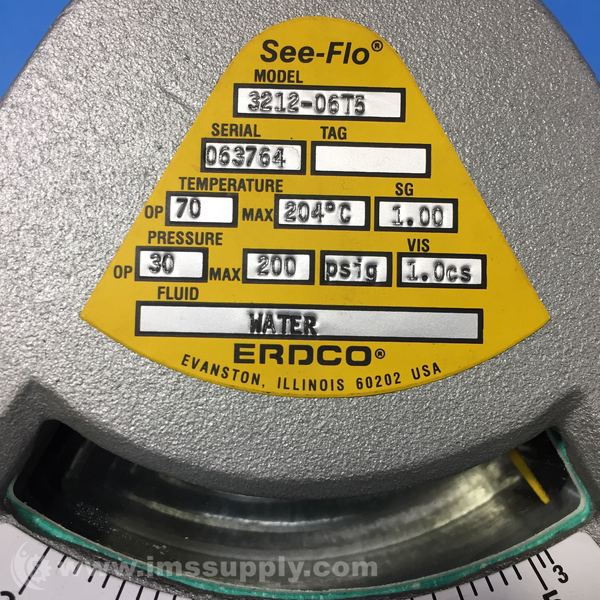 See-Flo®
MODEL
3212-06T5
SERIAL TAG
063764
TEMPERATURE SG
OP 70 MAX 204°C 1.00
PRESSURE VIS
OP 30 MAX 200 psig 1.0cs
FLUID
WATER
ERDCO®
EVANSTON, ILLINOIS 60202 USA
3
www.imssupply.com